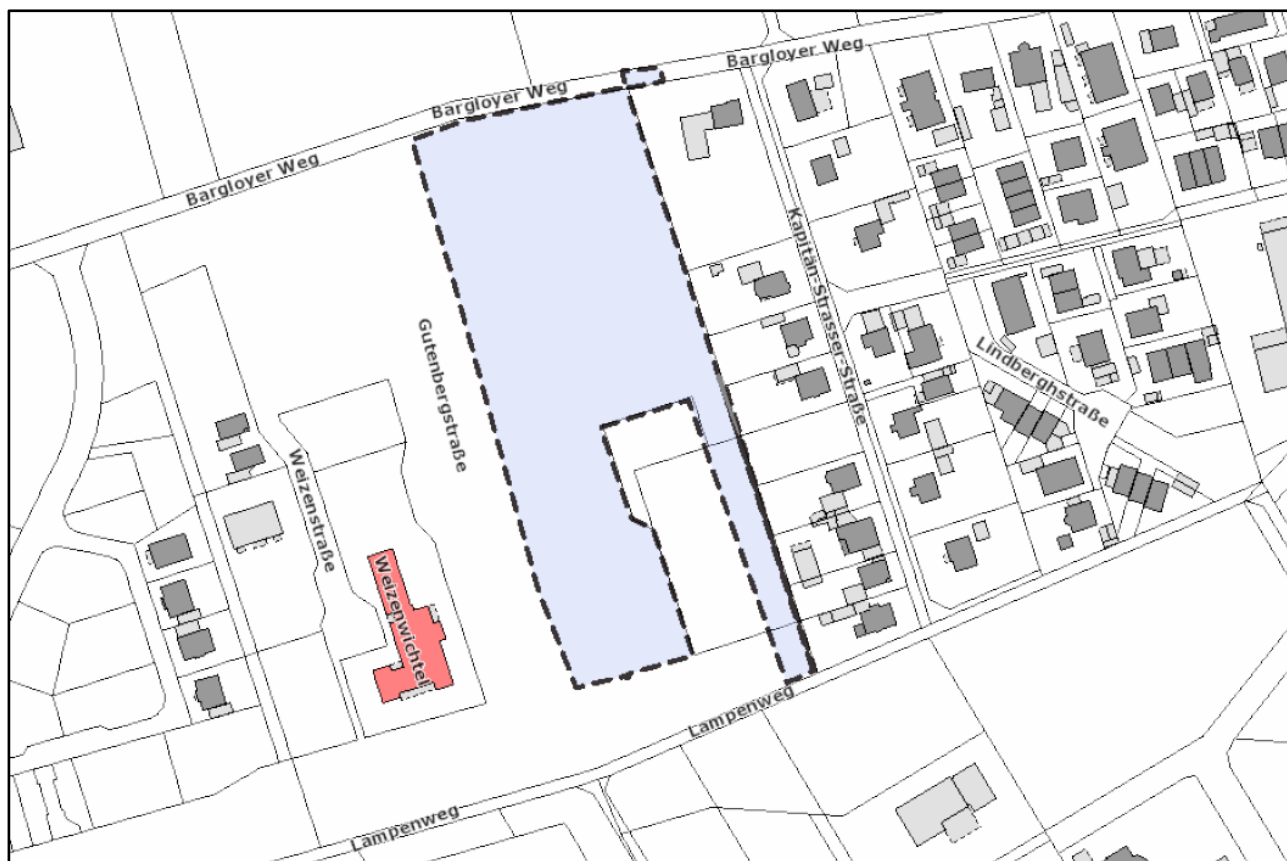 Bargloyer Weg
Bargloyer Weg
Bargloyer Weg
Kapitän-Strasser-Straße
Gutenbergstraße
Lindberghstraße
Weizenstraße
Weizenwichtel
Lampenweg
Lampenweg